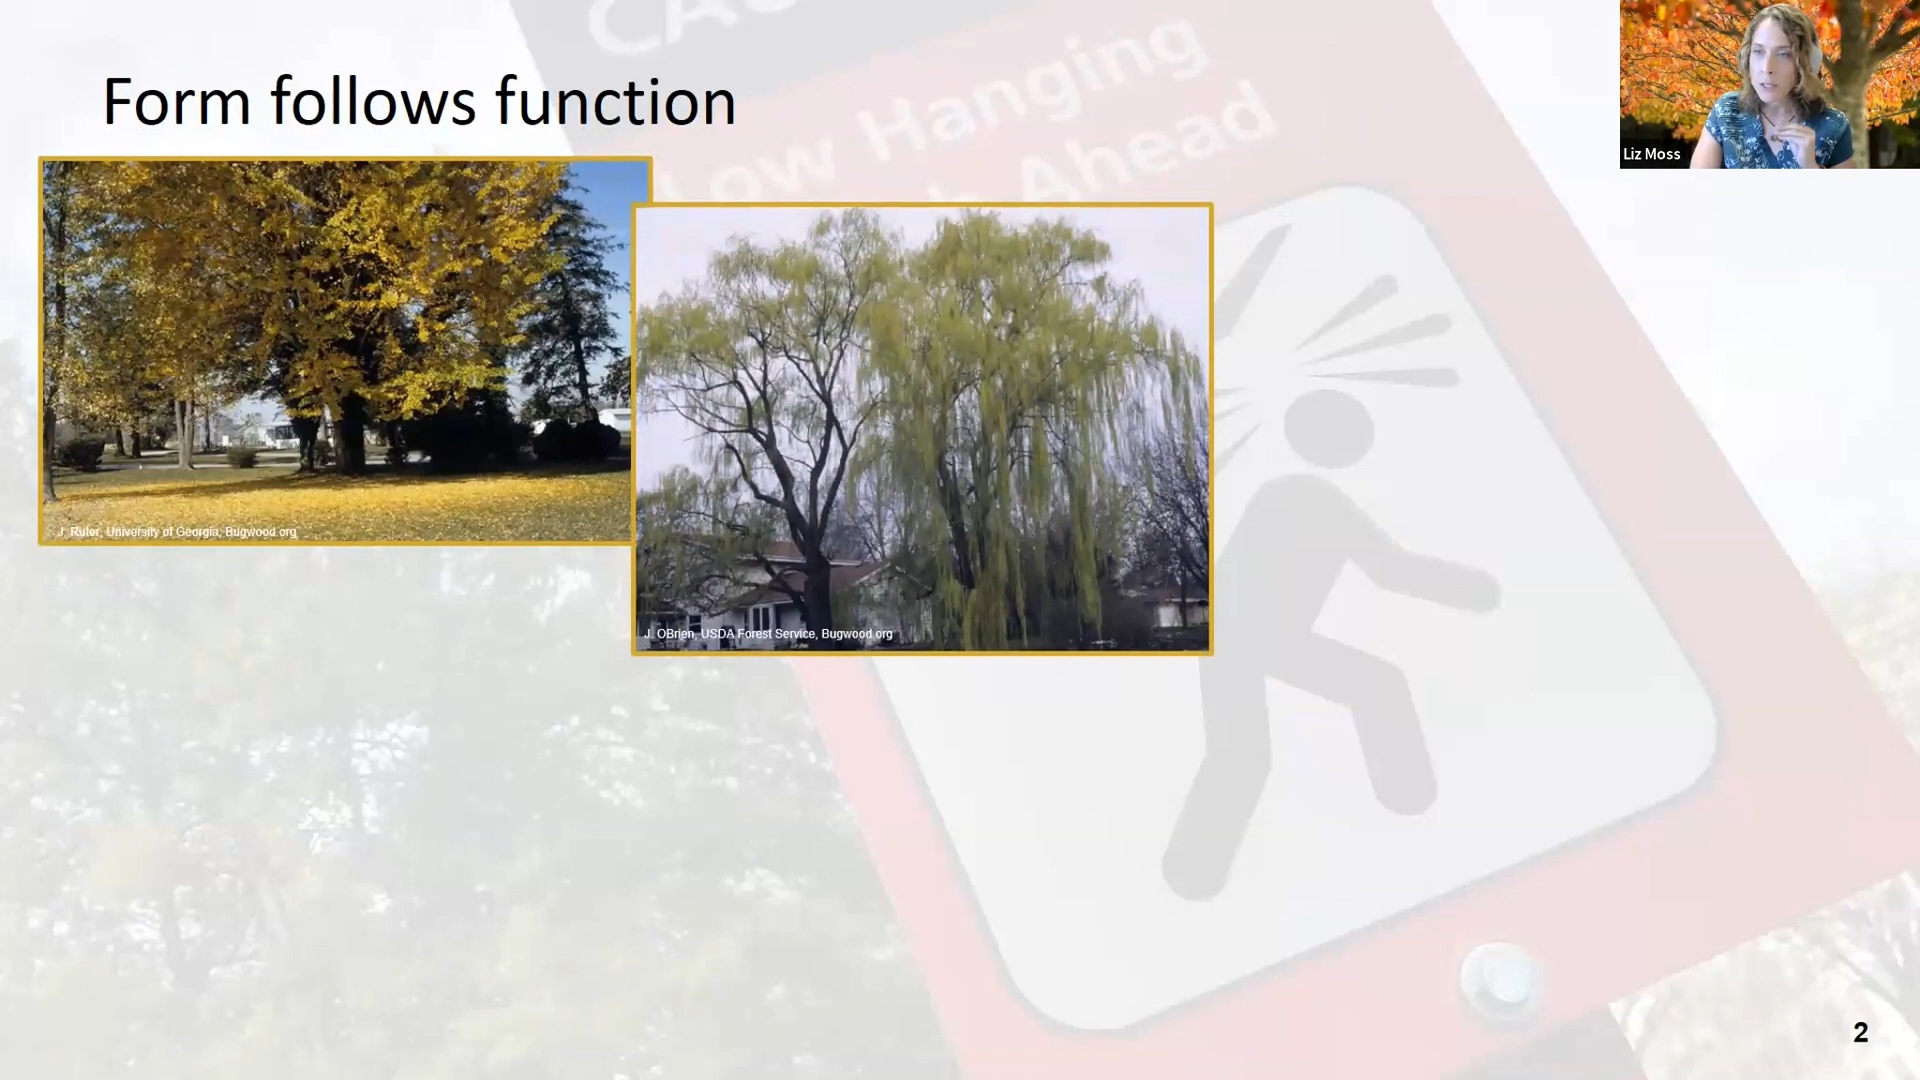 CA
Low Hanging
Ahead
Form follows function
Liz Moss
J. Ruter, University of Georgia, Bugwood.org
J. OBrien, USDA Forest Service, Bugwood.org
2